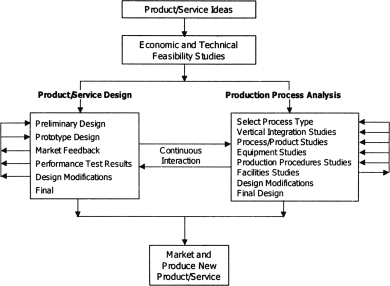 Product/Service Ideas
Economic and Technical
Feasibility Studies
Product/Service Design
Production Process Analysis
Preliminary Design
Prototype Design
Market Feedback
Performance Test Results
Design Modifications
Final
Continuous
Interaction
Select Process Type
Vertical Integration Studies
Process/Product Studies
Equipment Studies
Production Procedures Studies
Facilities Studies
Design Modifications
Final Design
Market and
Produce New
Product/Service